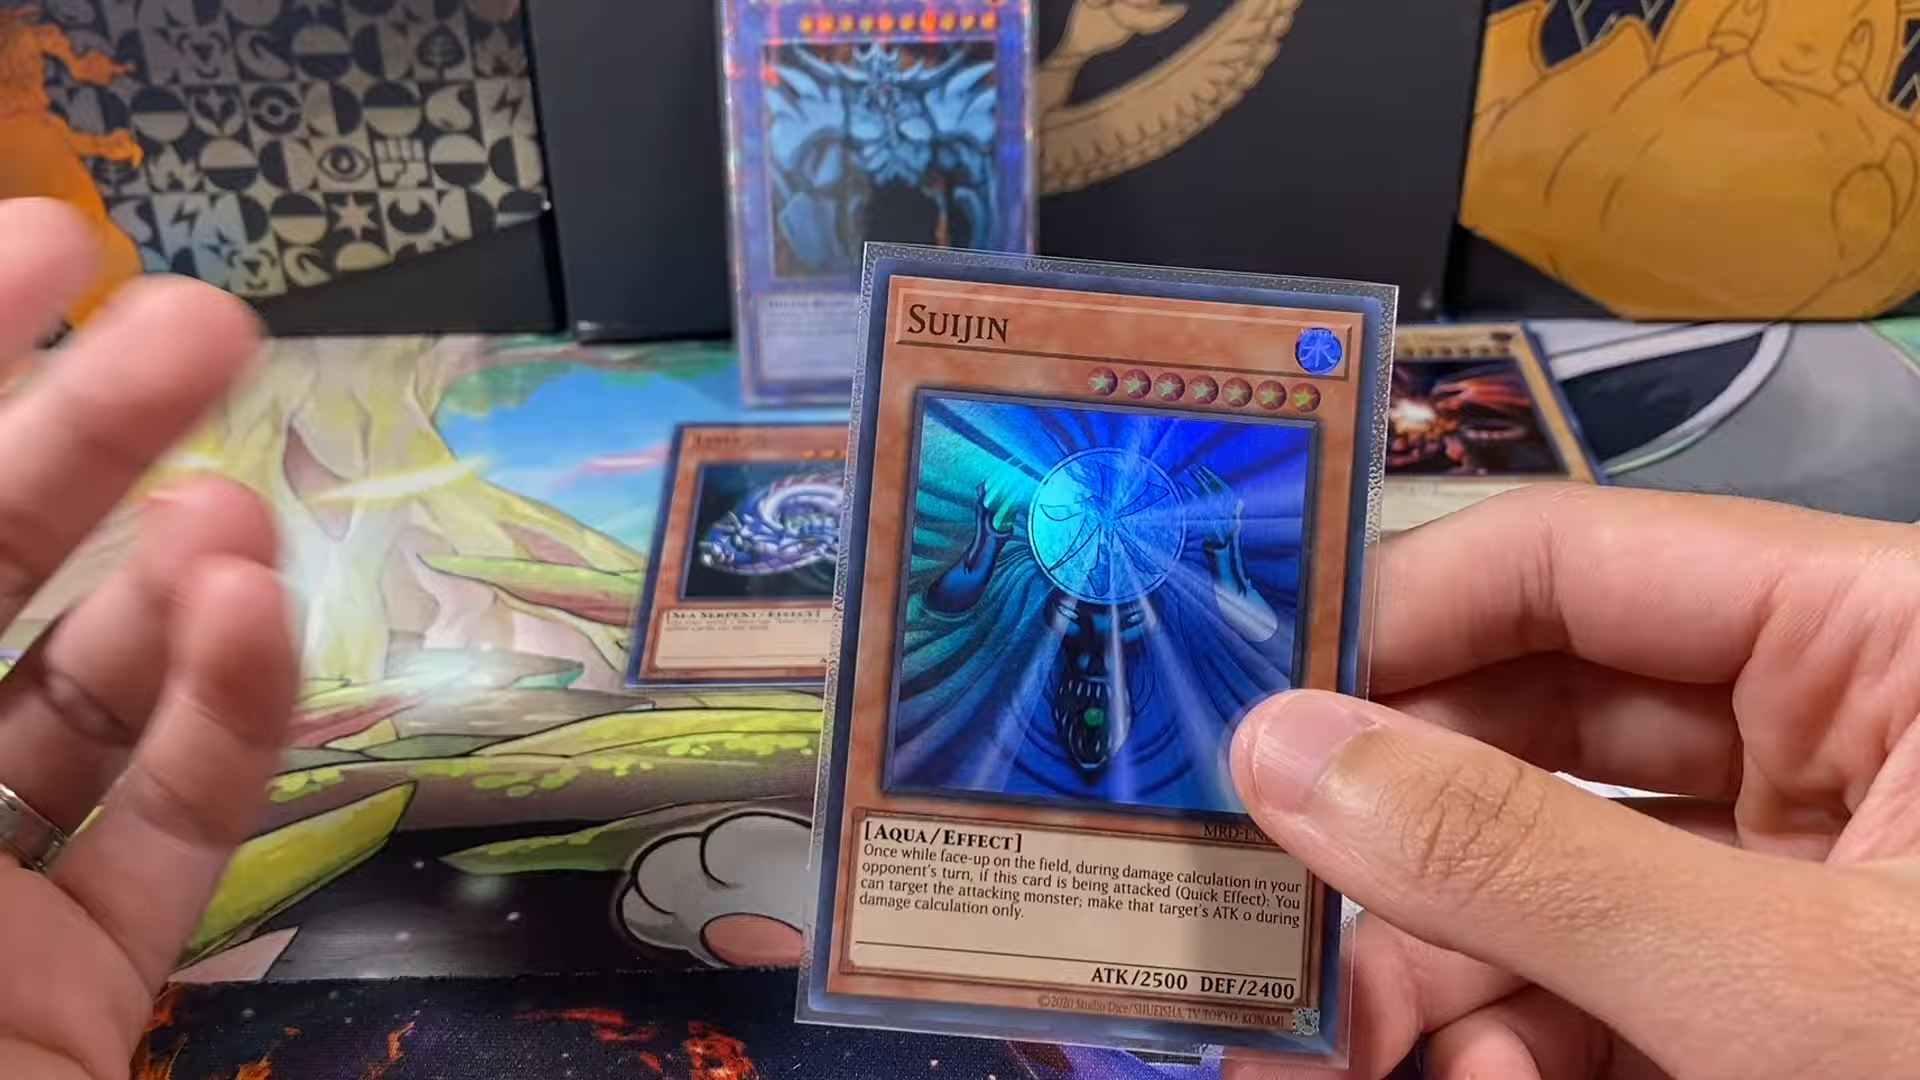 SUIJIN
水
水
[AQUA/EFFECT]
Once while face-up on the field, during damage calculation in your
opponent's turn, if this card is being attacked (Quick Effect): You
can target the attacking monster; make that target's ATK 0 during
damage calculation only.
ATK/2500 DEF/2400
©2020 Studio Dice/SHUEISHA, TV TOKYO, KONAMI
[SEA SERPENT/EFFECT]